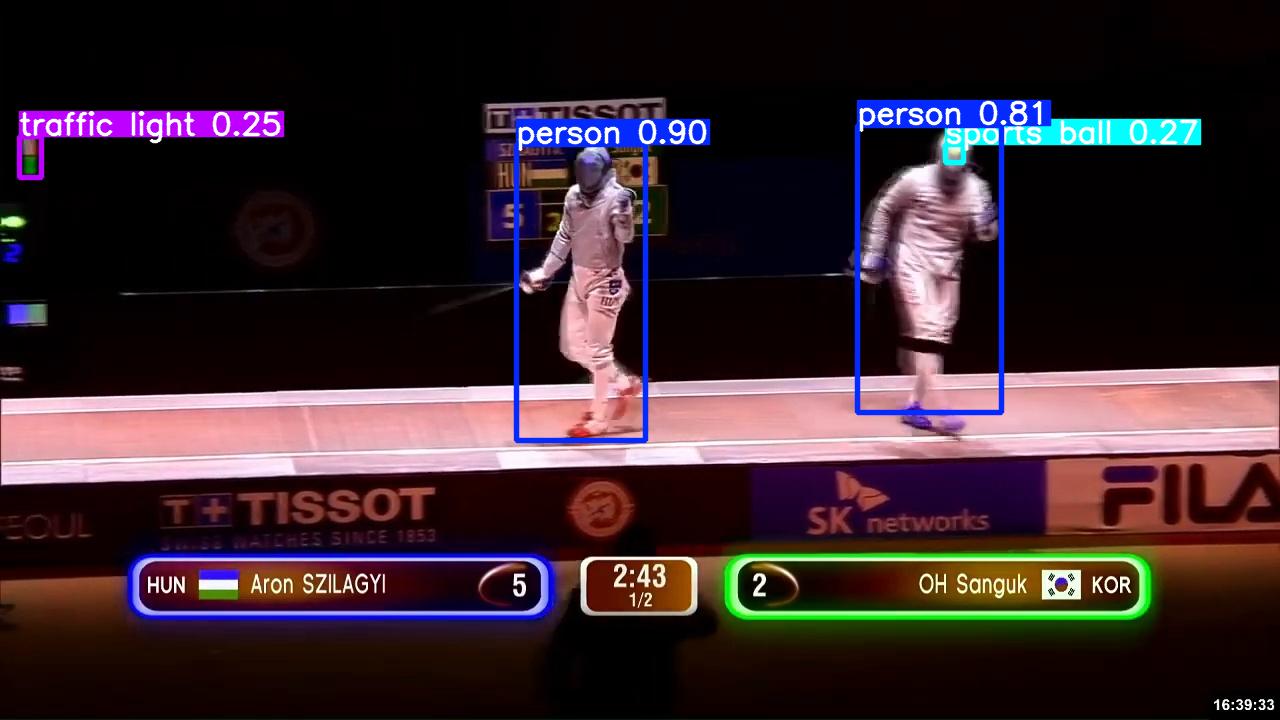 traffic light 0.25
person 0.90
person 0.81
sports ball 0.27
TISSOT
HUN
5
2
TISSOT
SWISS WATCHES SINCE 1853
SK networks
FILA
HUN Aron SZILAGYI 5
2:43
1/2
2 OH Sanguk KOR
16:39:33